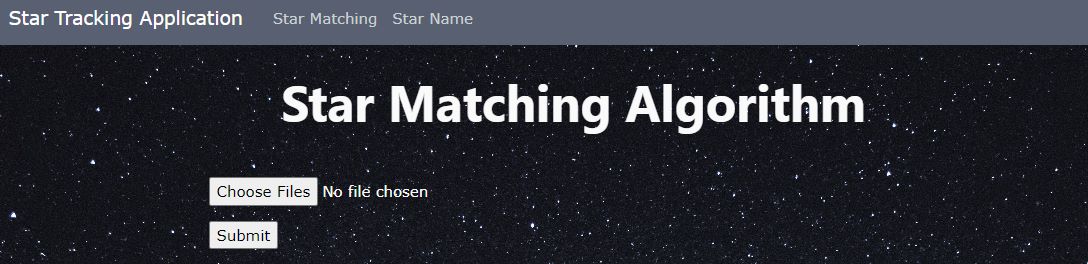 Star Tracking Application Star Matching Star Name
Star Matching Algorithm
Choose Files No file chosen
Submit